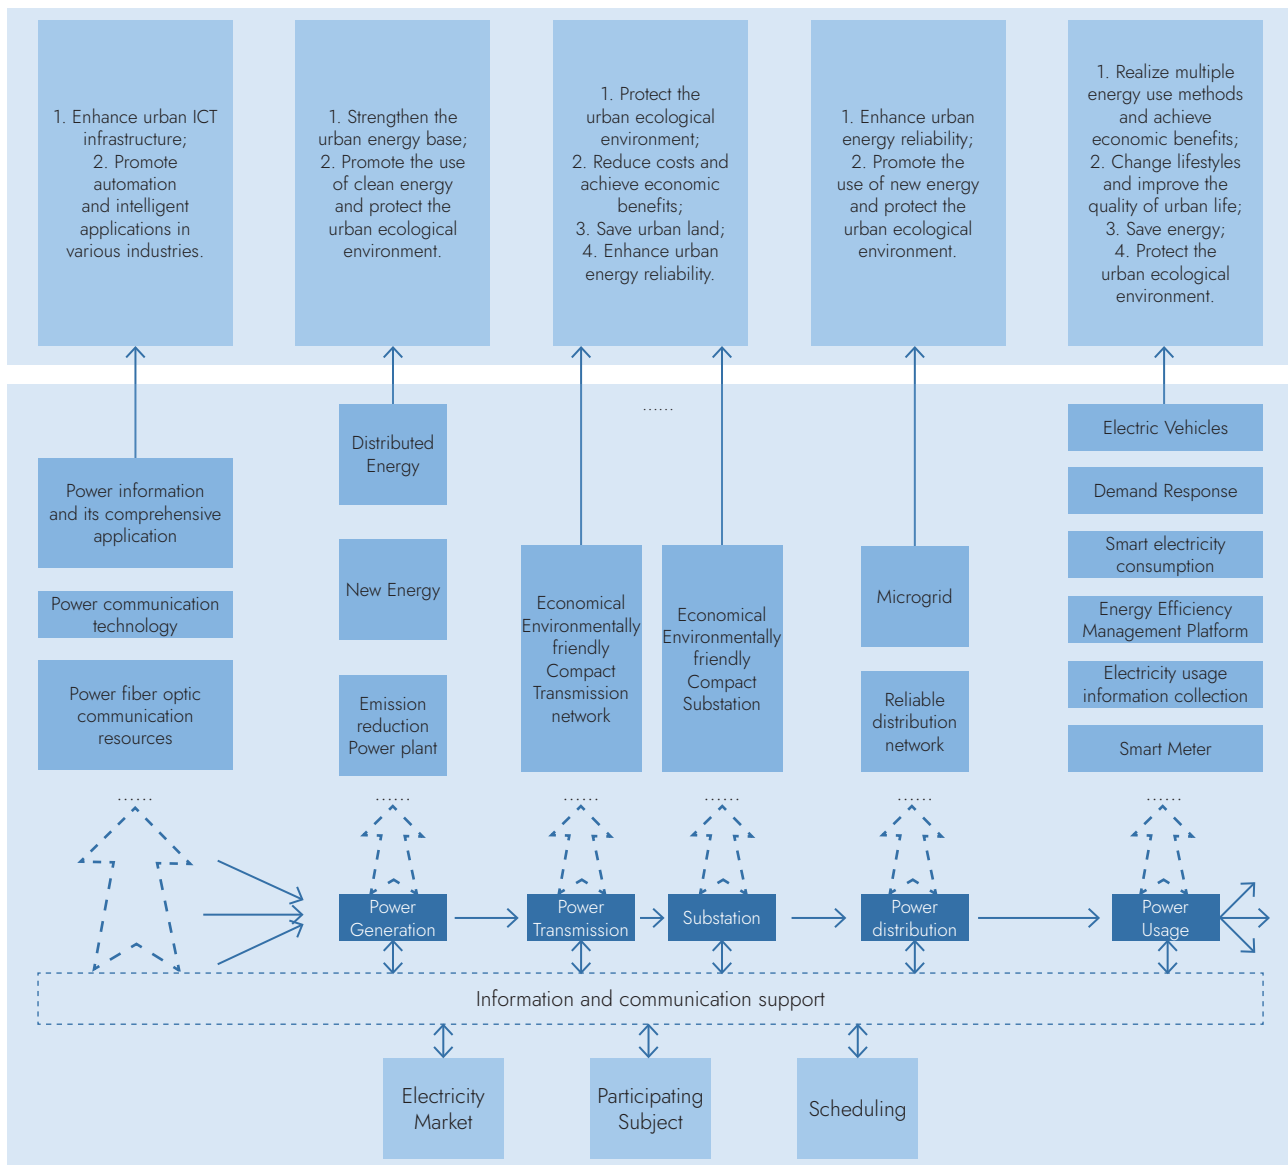 1. Enhance urban ICT
infrastructure;
2. Promote
automation
and intelligent
applications in
various industries.
1. Strengthen the
urban energy base;
2. Promote the use
of clean energy
and protect the
urban ecological
environment.
1. Protect the
urban ecological
environment;
2. Reduce costs and
achieve economic
benefits;
3. Save urban land;
4. Enhance urban
energy reliability.
1. Enhance urban
energy reliability;
2. Promote the
use of new energy
and protect the
urban ecological
environment.
1. Realize multiple
energy use methods
and achieve
economic benefits;
2. Change lifestyles
and improve the
quality of urban life;
3. Save energy;
4. Protect the
urban ecological
environment.
......
Power information
and its comprehensive
application
Power communication
technology
Power fiber optic
communication
resources
......
Distributed
Energy
New Energy
Emission
reduction
Power plant
......
Economical
Environmentally
friendly
Compact
Transmission
network
......
Economical
Environmentally
friendly
Compact
Substation
......
Microgrid
Reliable
distribution
network
......
Electric Vehicles
Demand Response
Smart electricity
consumption
Energy Efficiency
Management Platform
Electricity usage
information collection
Smart Meter
......
Power
Generation
Power
Transmission
Substation
Power
distribution
Power
Usage
Information and communication support
Electricity
Market
Participating
Subject
Scheduling